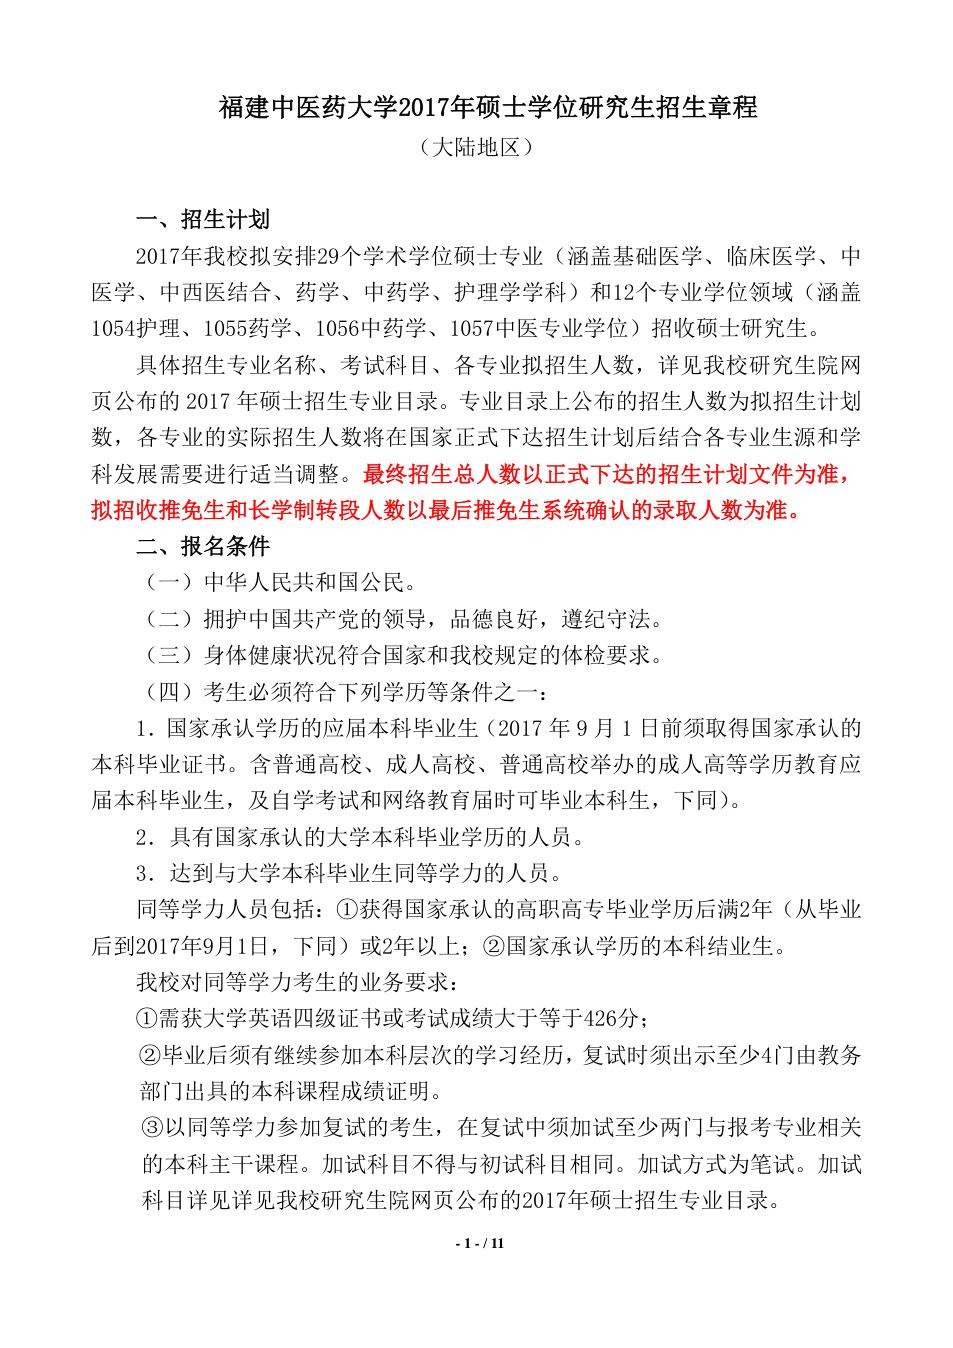 福建中医药大学2017年硕士学位研究生招生章程
（大陆地区）
一、招生计划
2017年我校拟安排29个学术学位硕士专业（涵盖基础医学、临床医学、中
医学、中西医结合、药学、中药学、护理学学科）和12个专业学位领域（涵盖
1054护理、1055药学、1056中药学、1057中医专业学位）招收硕士研究生。
具体招生专业名称、考试科目、各专业拟招生人数，详见我校研究生院网
页公布的 2017 年硕士招生专业目录。专业目录上公布的招生人数为拟招生计划
数，各专业的实际招生人数将在国家正式下达招生计划后结合各专业生源和学
科发展需要进行适当调整。最终招生总人数以正式下达的招生计划文件为准，
拟招收推免生和长学制转段人数以最后推免生系统确认的录取人数为准。
二、报名条件
（一）中华人民共和国公民。
（二）拥护中国共产党的领导，品德良好，遵纪守法。
（三）身体健康状况符合国家和我校规定的体检要求。
（四）考生必须符合下列学历等条件之一：
1．国家承认学历的应届本科毕业生（2017 年 9 月 1 日前须取得国家承认的
本科毕业证书。含普通高校、成人高校、普通高校举办的成人高等学历教育应
届本科毕业生，及自学考试和网络教育届时可毕业本科生，下同）。
2．具有国家承认的大学本科毕业学历的人员。
3．达到与大学本科毕业生同等学力的人员。
同等学力人员包括：①获得国家承认的高职高专毕业学历后满2年（从毕业
后到2017年9月1日，下同）或2年以上；②国家承认学历的本科结业生。
我校对同等学力考生的业务要求：
①需获大学英语四级证书或考试成绩大于等于426分；
②毕业后须有继续参加本科层次的学习经历，复试时须出示至少4门由教务
部门出具的本科课程成绩证明。
③以同等学力参加复试的考生，在复试中须加试至少两门与报考专业相关
的本科主干课程。加试科目不得与初试科目相同。加试方式为笔试。加试
科目详见详见我校研究生院网页公布的2017年硕士招生专业目录。
- 1 - / 11